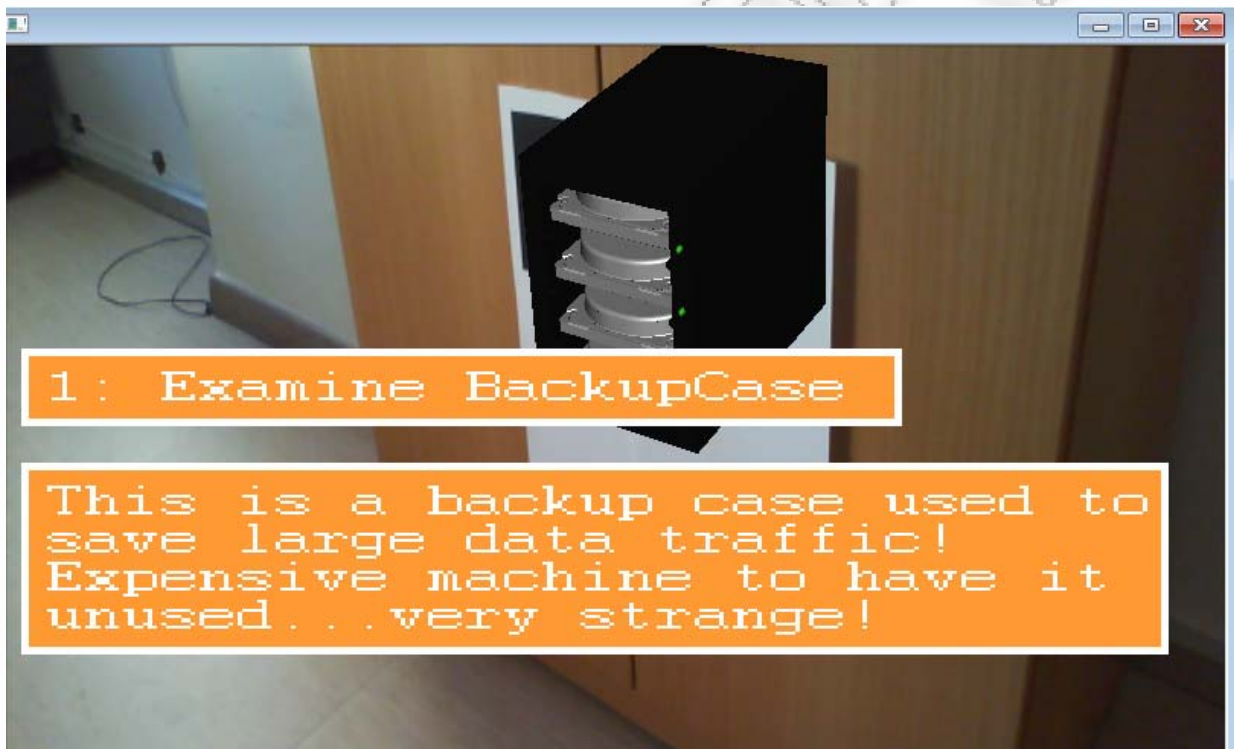 1: Examine BackupCase
This is a backup case used to
save large data traffic!
Expensive machine to have it
unused...very strange!